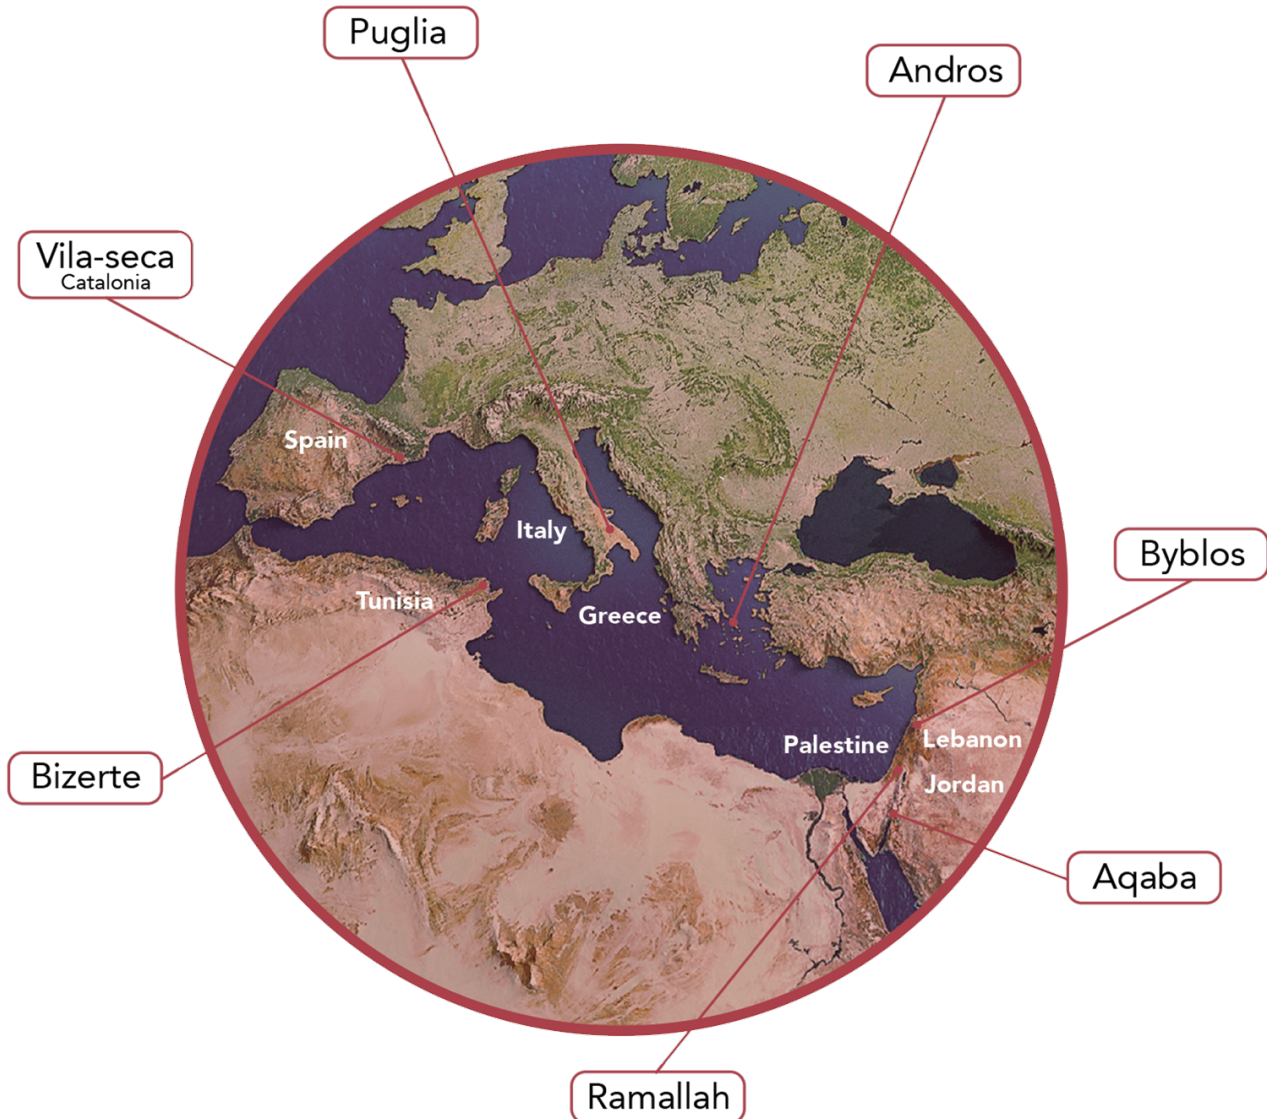 Puglia
Andros
Vila-seca
Catalonia
Spain
Italy
Byblos
Tunisia
Greece
Palestine
Lebanon
Bizerte
Jordan
Aqaba
Ramallah